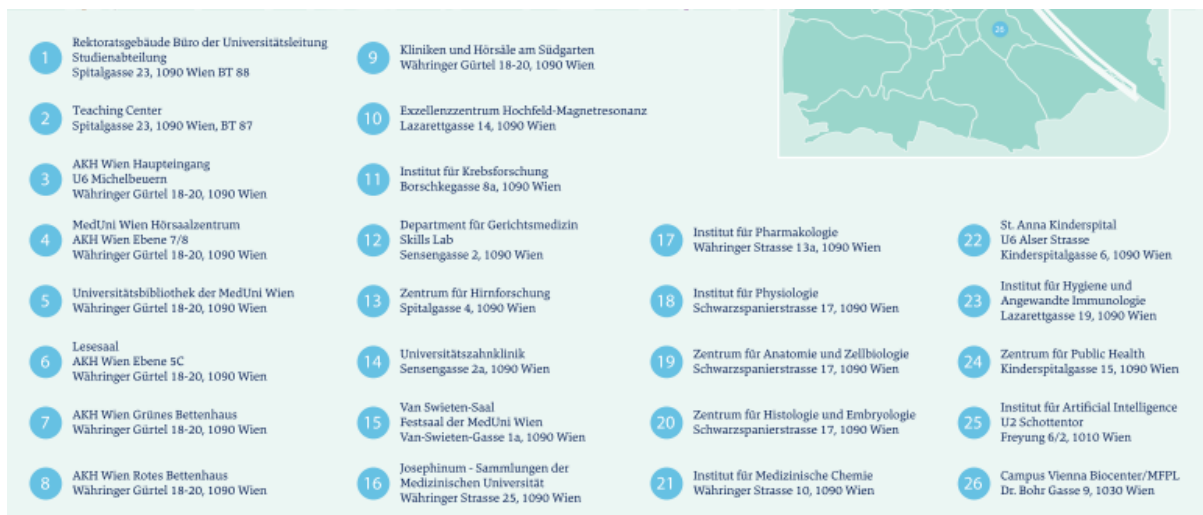 1
Rektoratsgebäude Büro der Universitätsleitung
Studienabteilung
Spitalgasse 23, 1090 Wien BT 88
2
Teaching Center
Spitalgasse 23, 1090 Wien, BT 87
3
AKH Wien Haupteingang
U6 Michelbeuern
Währinger Gürtel 18-20, 1090 Wien
4
MedUni Wien Hörsaalzentrum
AKH Wien Ebene 7/8
Währinger Gürtel 18-20, 1090 Wien
5
Universitätsbibliothek der MedUni Wien
Währinger Gürtel 18-20, 1090 Wien
6
Lesesaal
AKH Wien Ebene 5C
Währinger Gürtel 18-20, 1090 Wien
7
AKH Wien Grünes Bettenhaus
Währinger Gürtel 18-20, 1090 Wien
8
AKH Wien Rotes Bettenhaus
Währinger Gürtel 18-20, 1090 Wien
9
Kliniken und Hörsäle am Südgarten
Währinger Gürtel 18-20, 1090 Wien
10
Exzellenzzentrum Hochfeld-Magnetresonanz
Lazarettgasse 14, 1090 Wien
11
Institut für Krebsforschung
Borschkegasse 8a, 1090 Wien
12
Department für Gerichtsmedizin
Skills Lab
Sensengasse 2, 1090 Wien
13
Zentrum für Hirnforschung
Spitalgasse 4, 1090 Wien
14
Universitätszahnklinik
Sensengasse 2a, 1090 Wien
15
Van Swieten-Saal
Festsaal der MedUni Wien
Van-Swieten-Gasse 1a, 1090 Wien
16
Josephinum - Sammlungen der
Medizinischen Universität
Währinger Strasse 25, 1090 Wien
17
Institut für Pharmakologie
Währinger Strasse 13a, 1090 Wien
18
Institut für Physiologie
Schwarzspanierstrasse 17, 1090 Wien
19
Zentrum für Anatomie und Zellbiologie
Schwarzspanierstrasse 17, 1090 Wien
20
Zentrum für Histologie und Embryologie
Schwarzspanierstrasse 17, 1090 Wien
21
Institut für Medizinische Chemie
Währinger Strasse 10, 1090 Wien
22
St. Anna Kinderspital
U6 Alser Strasse
Kinderspitalgasse 6, 1090 Wien
23
Institut für Hygiene und
Angewandte Immunologie
Lazarettgasse 19, 1090 Wien
24
Zentrum für Public Health
Kinderspitalgasse 15, 1090 Wien
25
Institut für Artificial Intelligence
U2 Schottentor
Freyung 6/2, 1010 Wien
26
Campus Vienna Biocenter/MFPL
Dr. Bohr Gasse 9, 1030 Wien
26